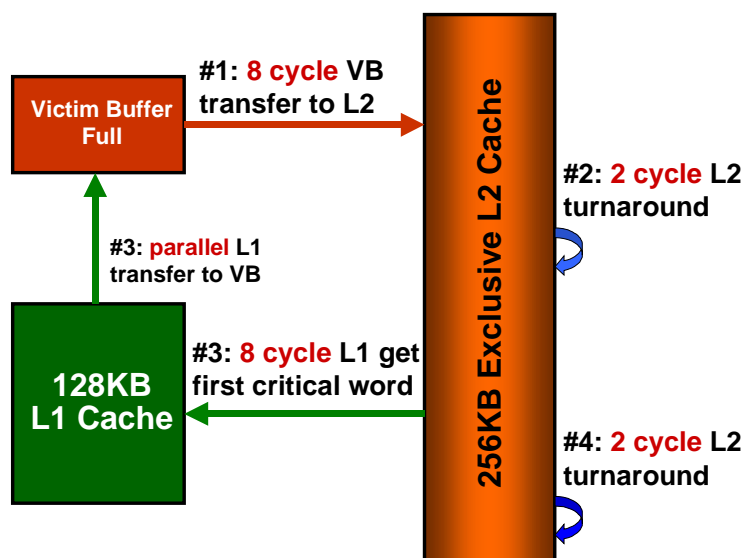 #1: 8 cycle VB
transfer to L2
Victim Buffer
Full
256KB Exclusive L2 Cache
#2: 2 cycle L2
turnaround
#3: parallel L1
transfer to VB
#3: 8 cycle L1 get
first critical word
128KB
L1 Cache
#4: 2 cycle L2
turnaround